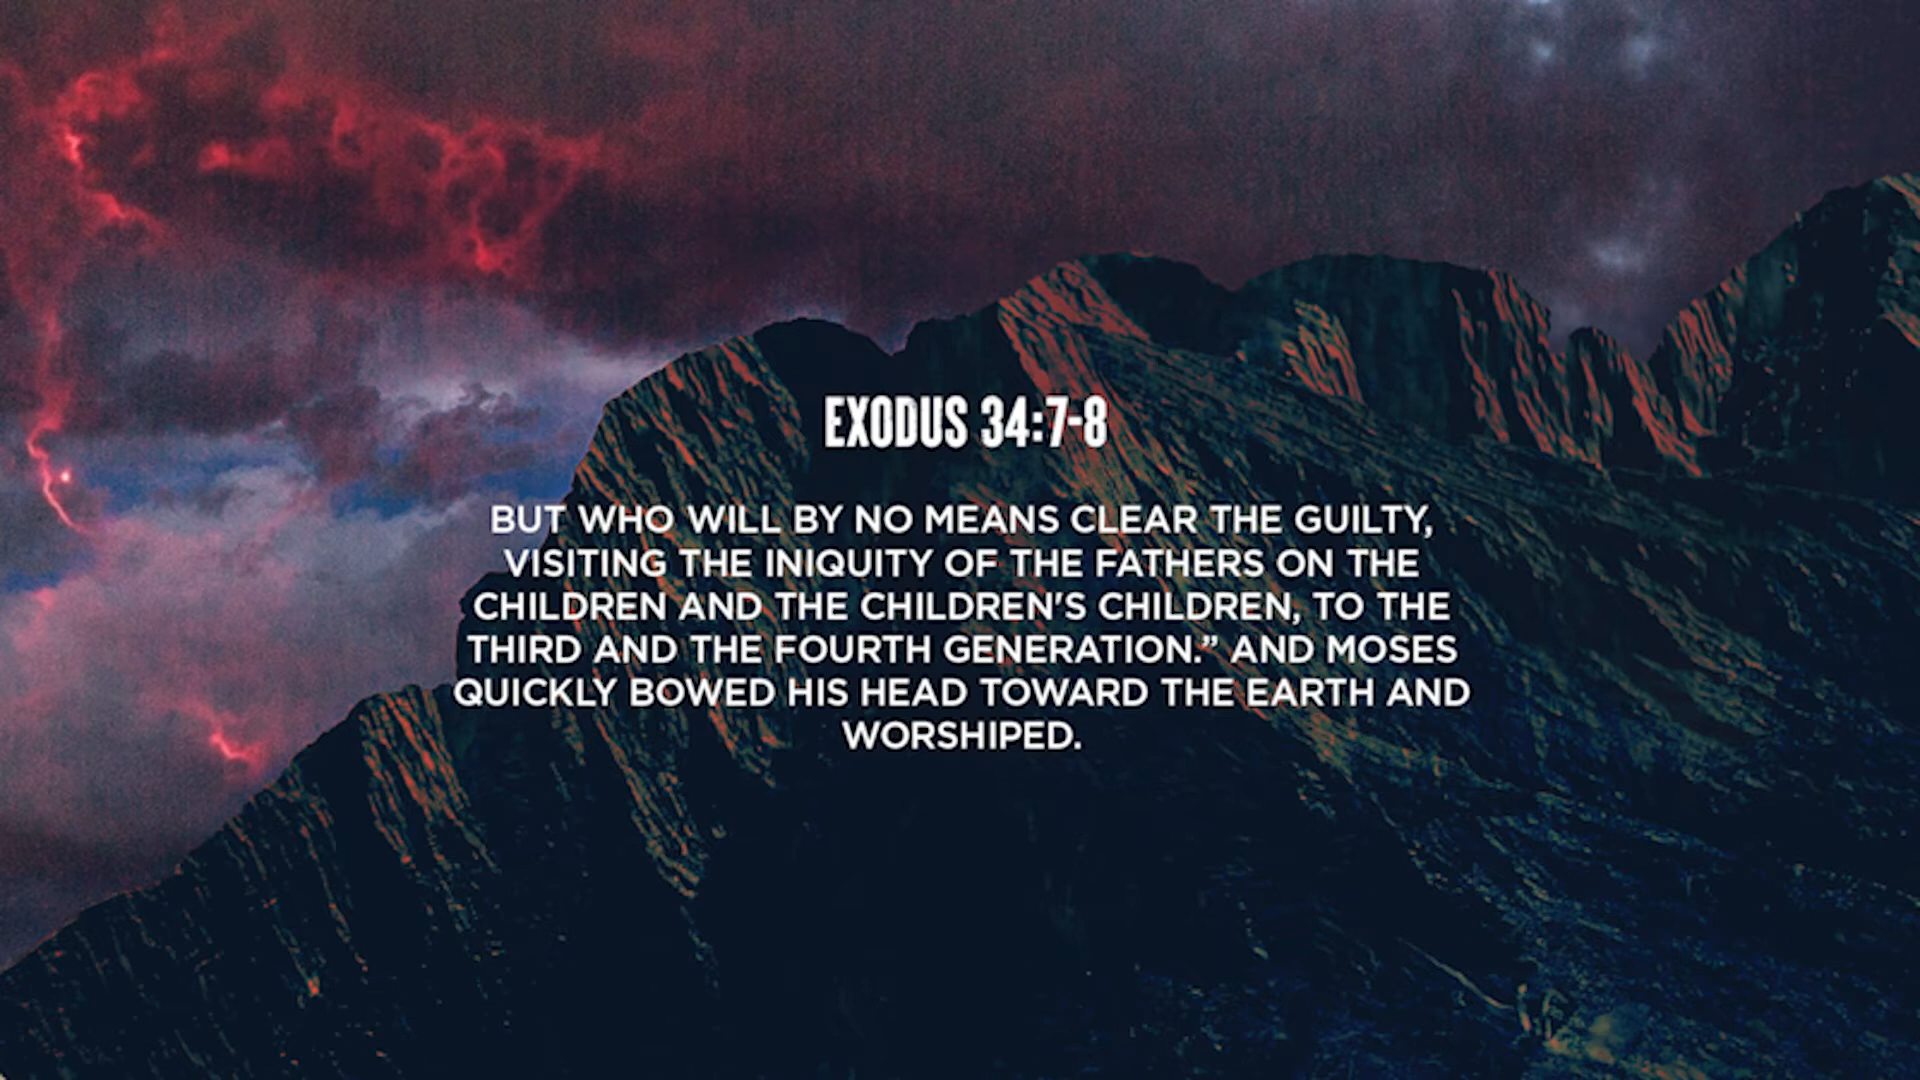 EXODUS 34:7-8
BUT WHO WILL BY NO MEANS CLEAR THE GUILTY,
VISITING THE INIQUITY OF THE FATHERS ON THE
CHILDREN AND THE CHILDREN'S CHILDREN, TO THE
THIRD AND THE FOURTH GENERATION.” AND MOSES
QUICKLY BOWED HIS HEAD TOWARD THE EARTH AND
WORSHIPED.